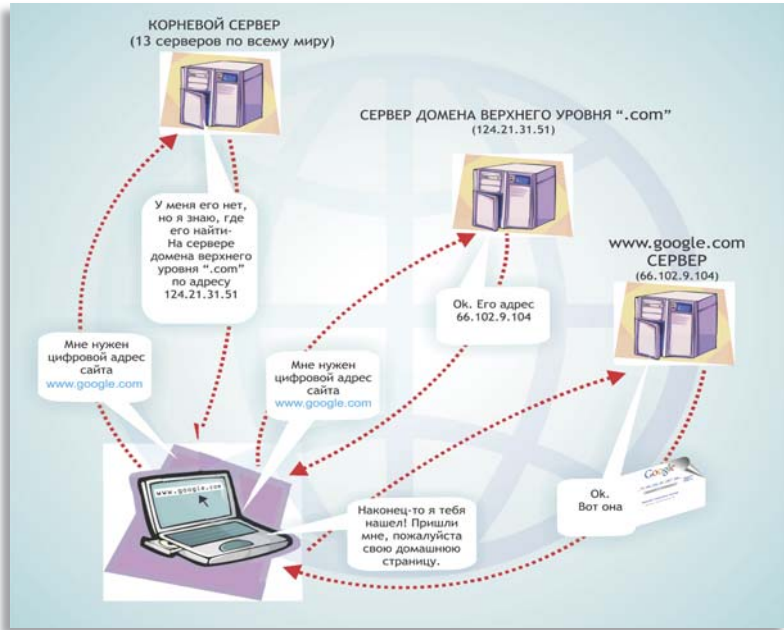 КОРНЕВОЙ СЕРВЕР
(13 серверов по всему миру)
СЕРВЕР ДОМЕНА ВЕРХНЕГО УРОВНЯ “.com”
(124.21.31.51)
У меня его нет,
но я знаю, где
его найти-
На сервере
домена верхнего
уровня “.com”
по адресу
124.21.31.51
www.google.com
СЕРВЕР
(66.102.9.104)
Ok. Его адрес
66.102.9.104
Мне нужен
цифровой адрес
сайта
www.google.com
Мне нужен
цифровой адрес
сайта
www.google.com
www.google.com
Наконец-то я тебя
нашел! Пришли
мне, пожалуйста
свою домашнюю
страницу.
Ok.
Вот она
Google